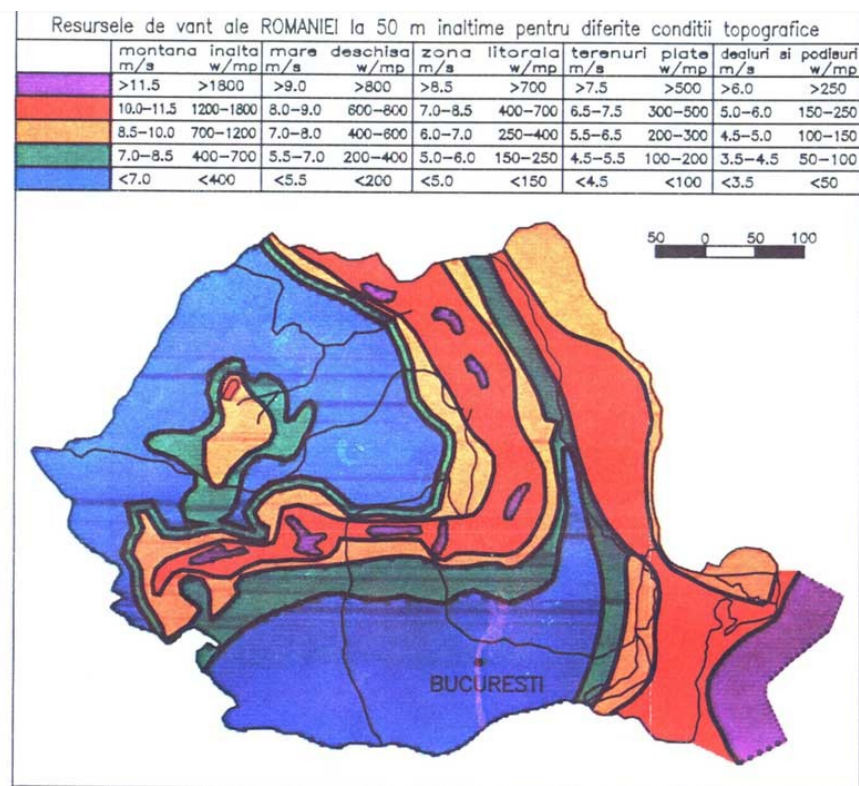 Resursele de vant ale ROMANIEI la 50 m inaltime pentru diferite conditii topografice
montana inalta mare deschisa zona litorala terenuri plate dealuri si podisuri
m/s w/mp m/s w/mp m/s w/mp m/s w/mp m/s w/mp
>11.5 >1800 >9.0 >800 >8.5 >700 >7.5 >500 >6.0 >250
10.0-11.5 1200-1800 8.0-9.0 600-800 7.0-8.5 400-700 6.5-7.5 300-500 5.0-6.0 150-250
8.5-10.0 700-1200 7.0-8.0 400-600 6.0-7.0 250-400 5.5-6.5 200-300 4.5-5.0 100-150
7.0-8.5 400-700 5.5-7.0 200-400 5.0-6.0 150-250 4.5-5.5 100-200 3.5-4.5 50-100
<7.0 <400 <5.5 <200 <5.0 <150 <4.5 <100 <3.5 <50
50 0 50 100
BUCURESTI